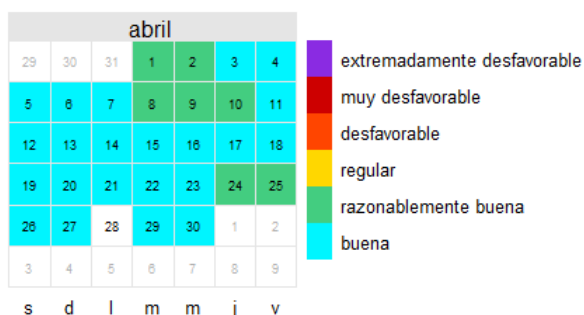 abril
29 30 31 1 2 3 4
5 6 7 8 9 10 11
12 13 14 15 16 17 18
19 20 21 22 23 24 25
26 27 28 29 30 1 2
3 4 5 6 7 8 9
s d l m m j v
extremadamente desfavorable
muy desfavorable
desfavorable
regular
razonablemente buena
buena